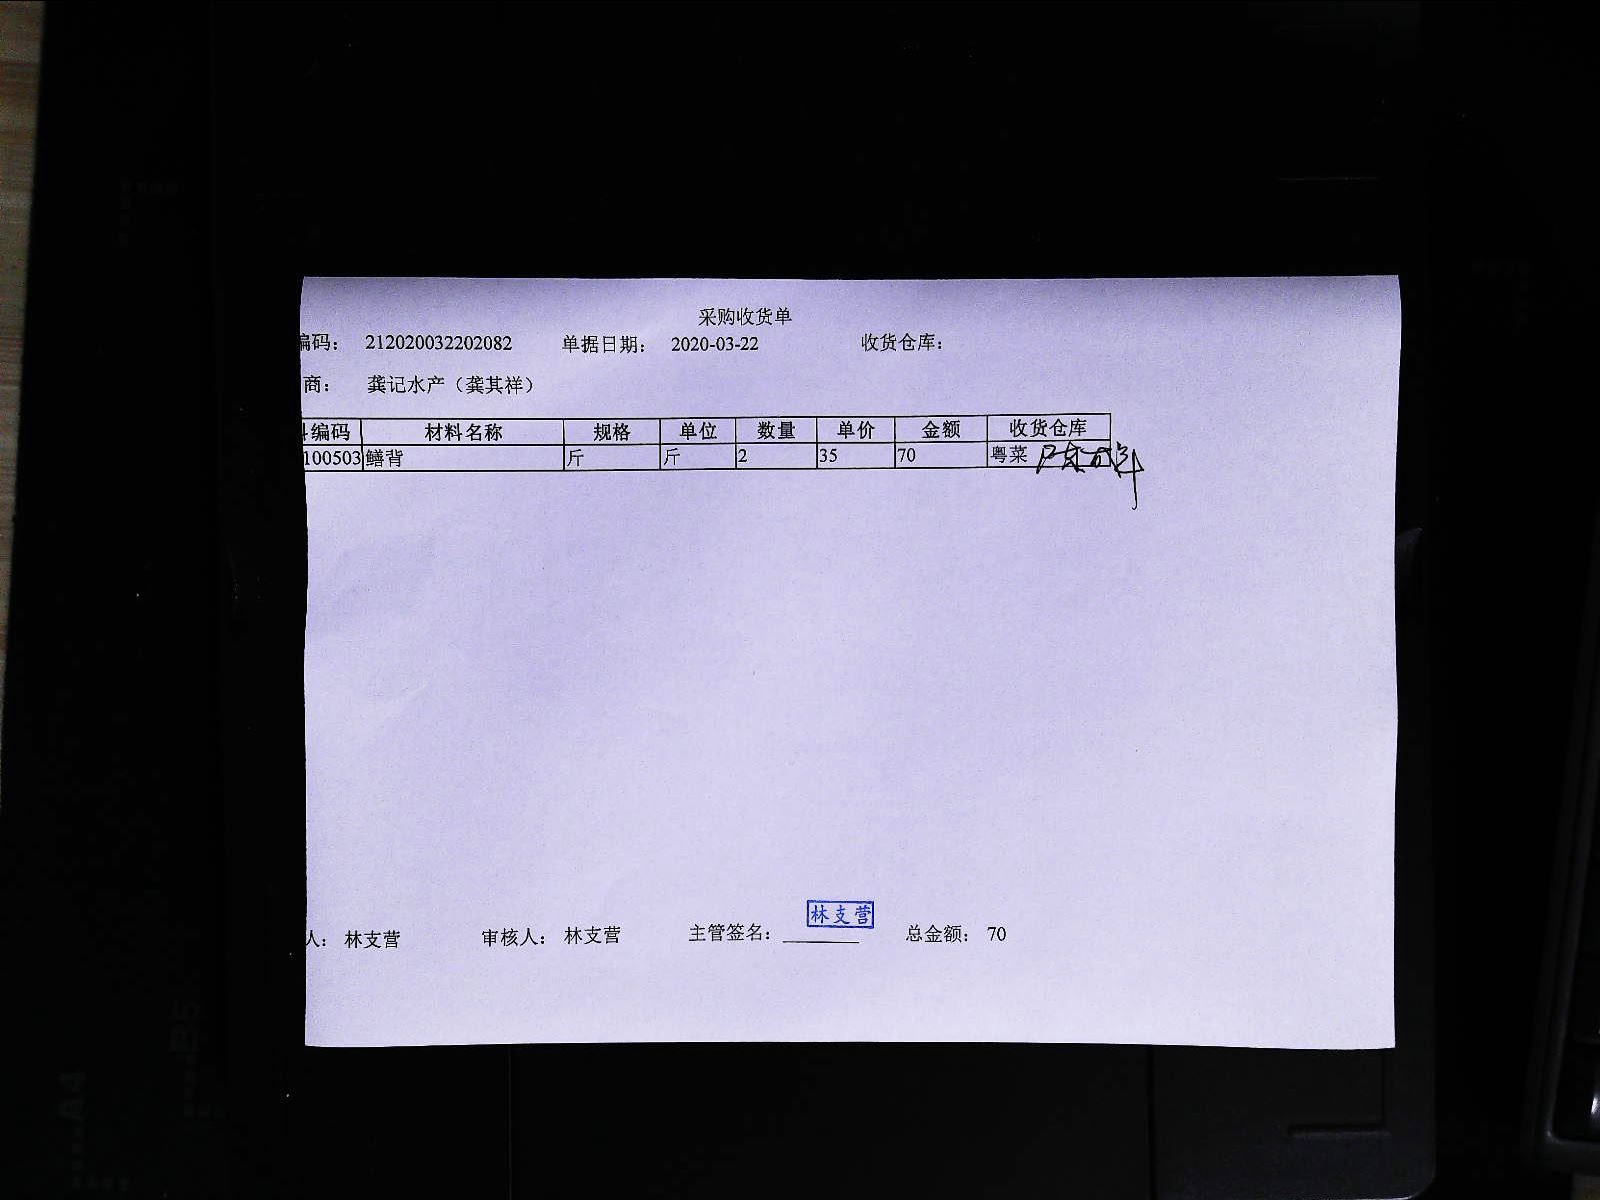 采购收货单
编码: 212020032202082 单据日期: 2020-03-22 收货仓库:
商: 龚记水产（龚其祥）
编码 材料名称 规格 单位 数量 单价 金额 收货仓库
100503 鳝背 斤 斤 2 35 70 粤菜
林支营
人: 林支营 审核人: 林支营 主管签名: 总金额: 70
A4
B5